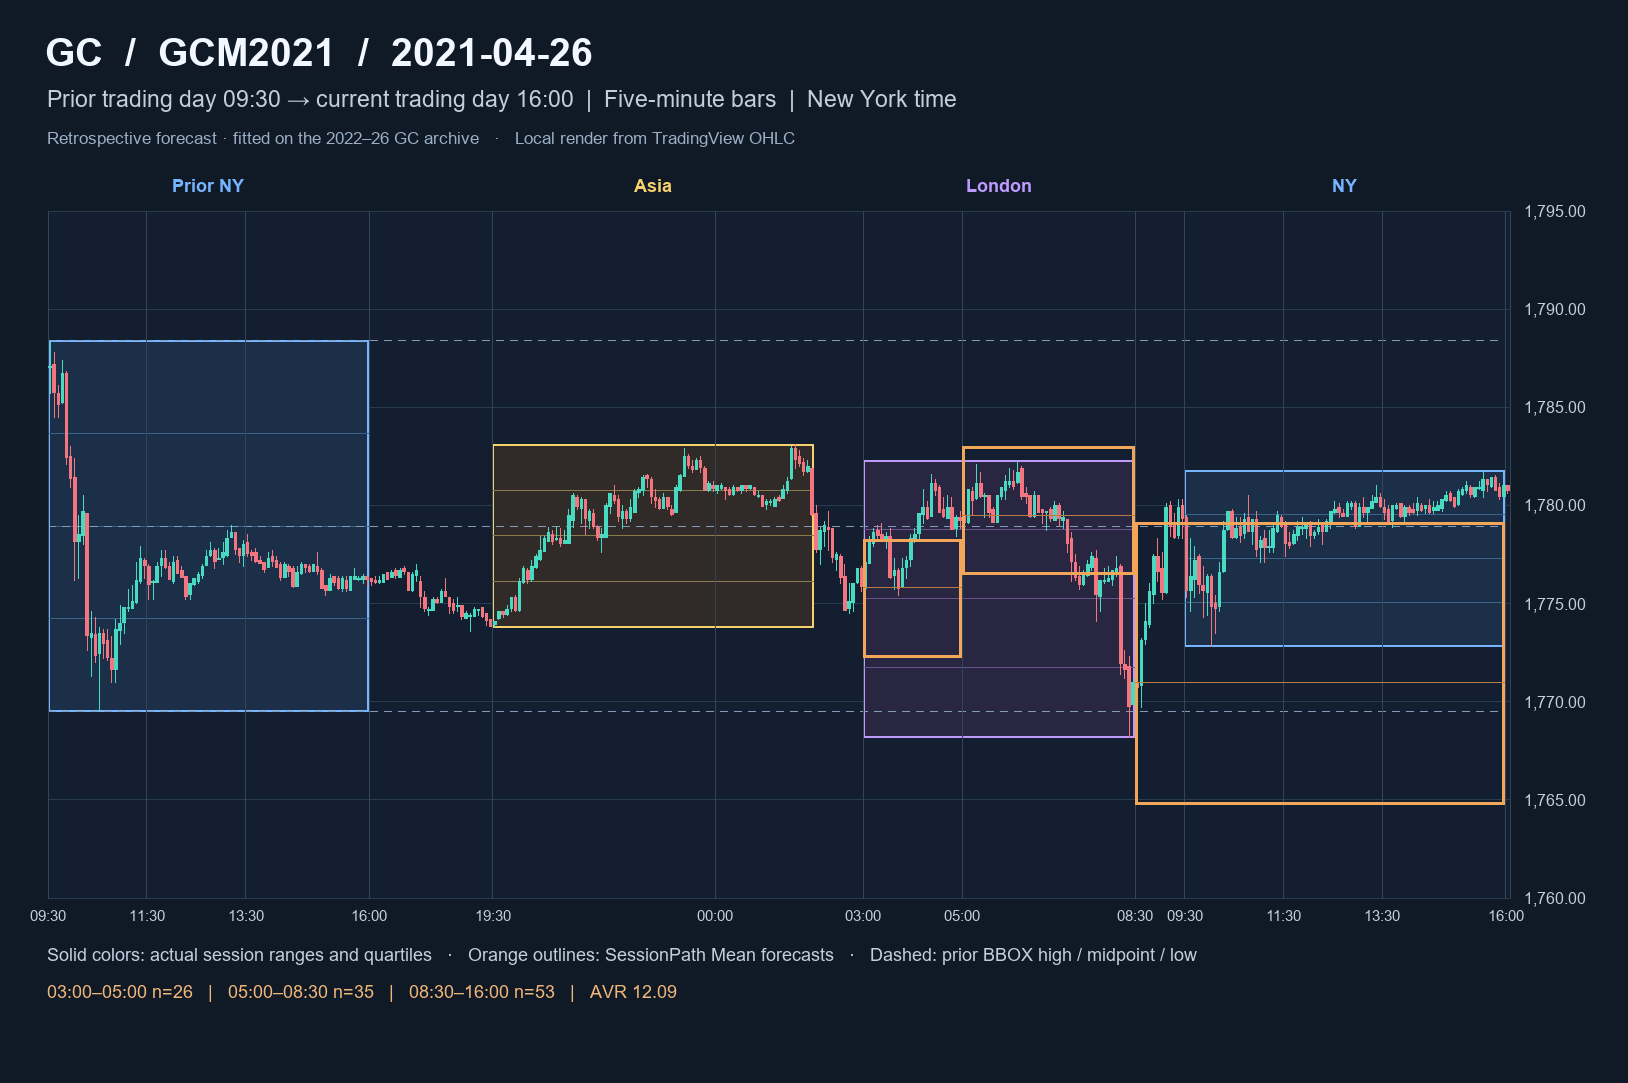 GC / GCM2021 / 2021-04-26
Prior trading day 09:30 → current trading day 16:00 | Five-minute bars | New York time
Retrospective forecast · fitted on the 2022–26 GC archive · Local render from TradingView OHLC
Prior NY Asia London NY
1,795.00
1,790.00
1,785.00
1,780.00
1,775.00
1,770.00
1,765.00
1,760.00
09:30 11:30 13:30 16:00 19:30 00:00 03:00 05:00 08:30 09:30 11:30 13:30 16:00
Solid colors: actual session ranges and quartiles · Orange outlines: SessionPath Mean forecasts · Dashed: prior BBOX high / midpoint / low
03:00–05:00 n=26 | 05:00–08:30 n=35 | 08:30–16:00 n=53 | AVR 12.09